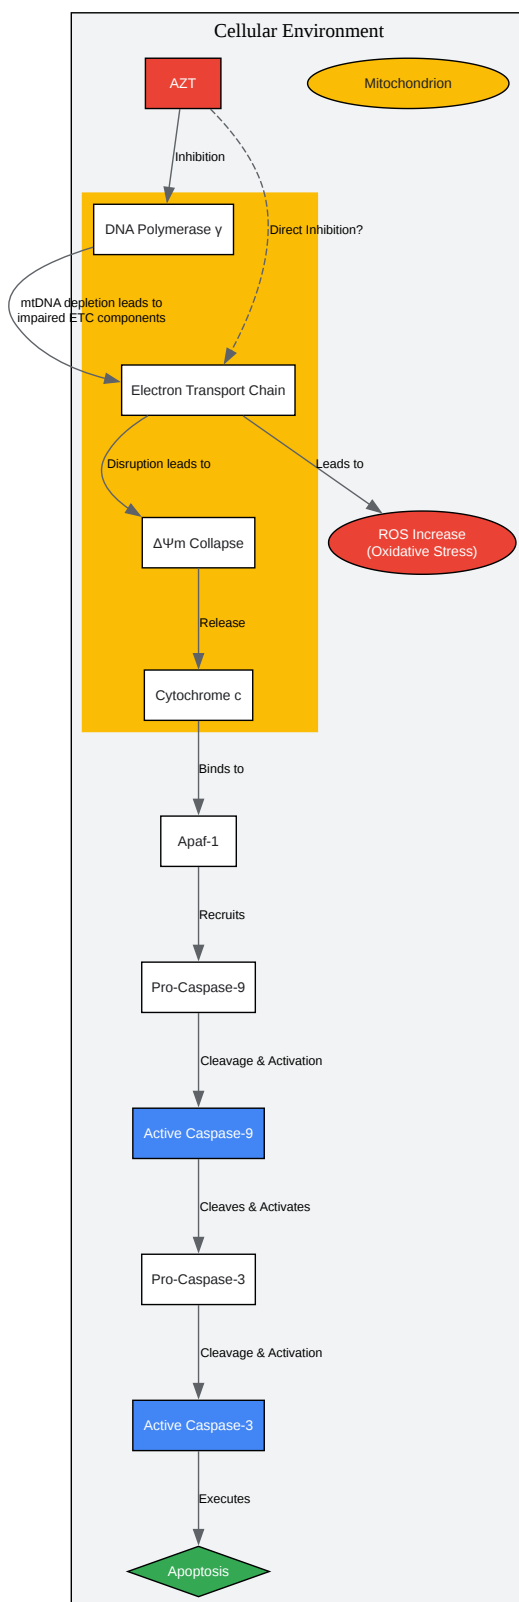 Cellular Environment
AZT
Mitochondrion
Inhibition
DNA Polymerase γ
Direct Inhibition?
mtDNA depletion leads to
impaired ETC components
Electron Transport Chain
Disruption leads to
Leads to
ΔΨm Collapse
ROS Increase
(Oxidative Stress)
Release
Cytochrome c
Binds to
Apaf-1
Recruits
Pro-Caspase-9
Cleavage & Activation
Active Caspase-9
Cleaves & Activates
Pro-Caspase-3
Cleavage & Activation
Active Caspase-3
Executes
Apoptosis